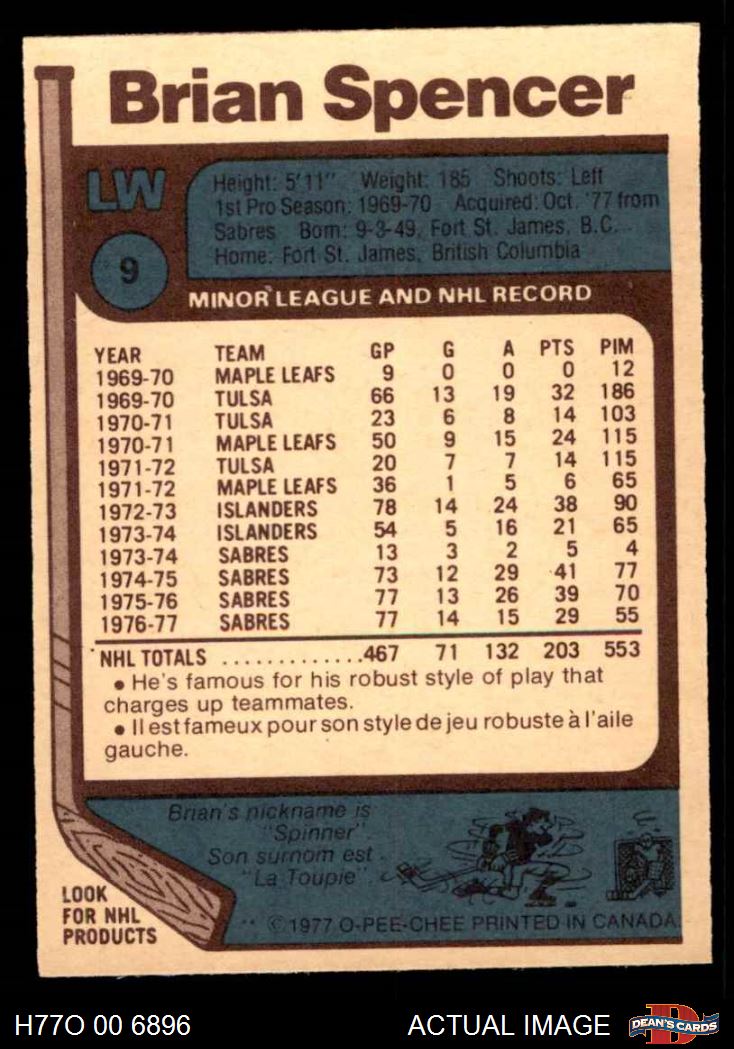 Brian Spencer
LW
Height: 5'11" Weight: 185 Shoots: Left
1st Pro Season: 1969-70 Acquired: Oct. '77 from
Sabres Born: 9-3-49, Fort St. James, B.C.
Home: Fort St. James, British Columbia
9
MINOR LEAGUE AND NHL RECORD
YEAR TEAM GP G A PTS PIM
1969-70 MAPLE LEAFS 9 0 0 0 12
1969-70 TULSA 66 13 19 32 186
1970-71 TULSA 23 6 8 14 103
1970-71 MAPLE LEAFS 50 9 15 24 115
1971-72 TULSA 20 7 7 14 115
1971-72 MAPLE LEAFS 36 1 5 6 65
1972-73 ISLANDERS 78 14 24 38 90
1973-74 ISLANDERS 54 5 16 21 65
1973-74 SABRES 13 3 2 5 4
1974-75 SABRES 73 12 29 41 77
1975-76 SABRES 77 13 26 39 70
1976-77 SABRES 77 14 15 29 55
NHL TOTALS .............467 71 132 203 553
• He's famous for his robust style of play that
charges up teammates.
• Il est fameux pour son style de jeu robuste à l'aile
gauche.
Brian's nickname is
"Spinner".
Son surnom est
"La Toupie".
LOOK
FOR NHL
PRODUCTS
©1977 O-PEE-CHEE PRINTED IN CANADA
H77O 00 6896
ACTUAL IMAGE
D
DEAN'S CARDS